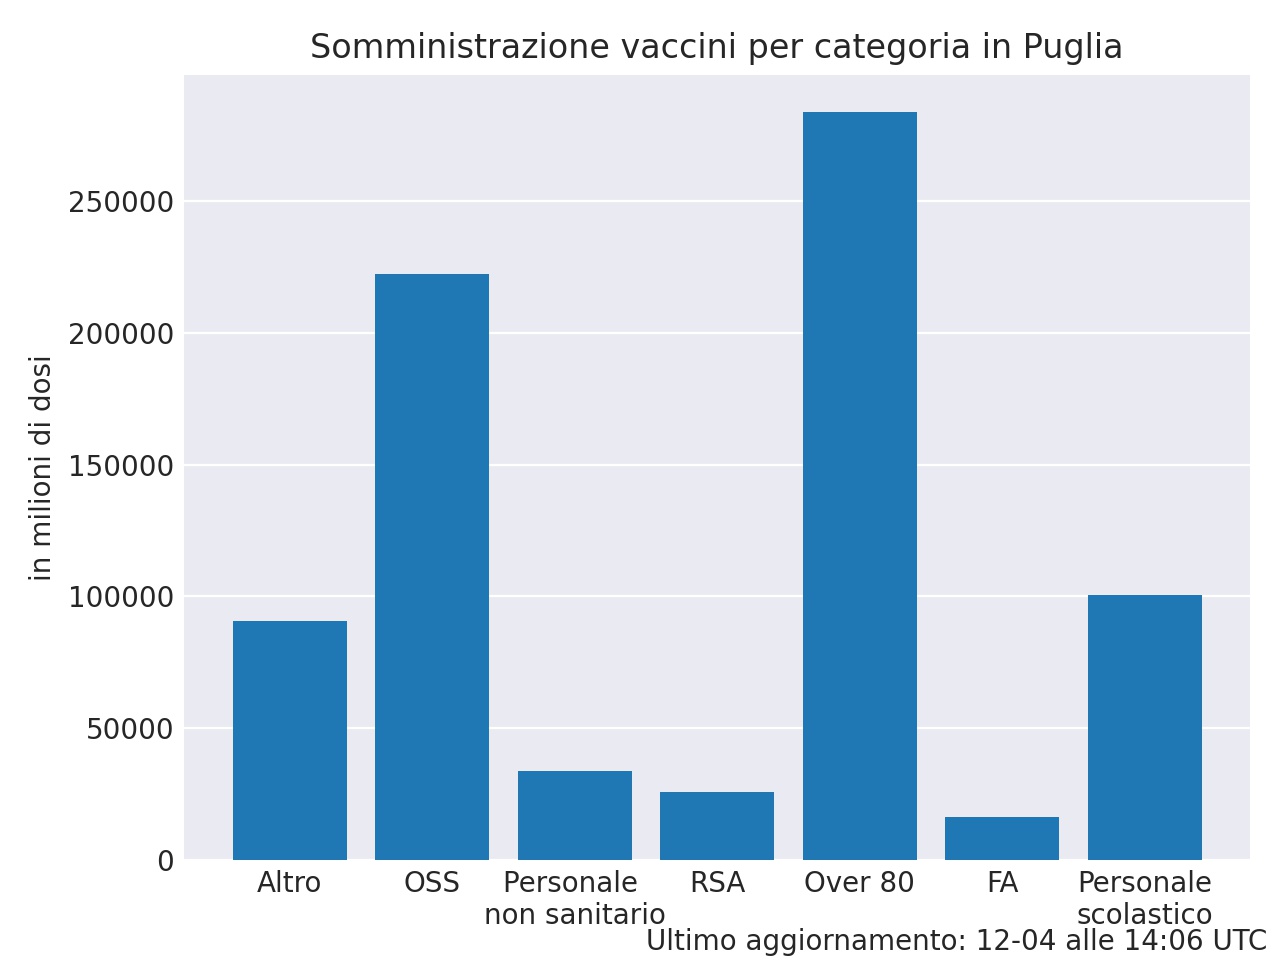 Somministrazione vaccini per categoria in Puglia
in milioni di dosi
250000
200000
150000
100000
50000
0
Altro
OSS
Personale
non sanitario
RSA
Over 80
FA
Personale
scolastico
Ultimo aggiornamento: 12-04 alle 14:06 UTC